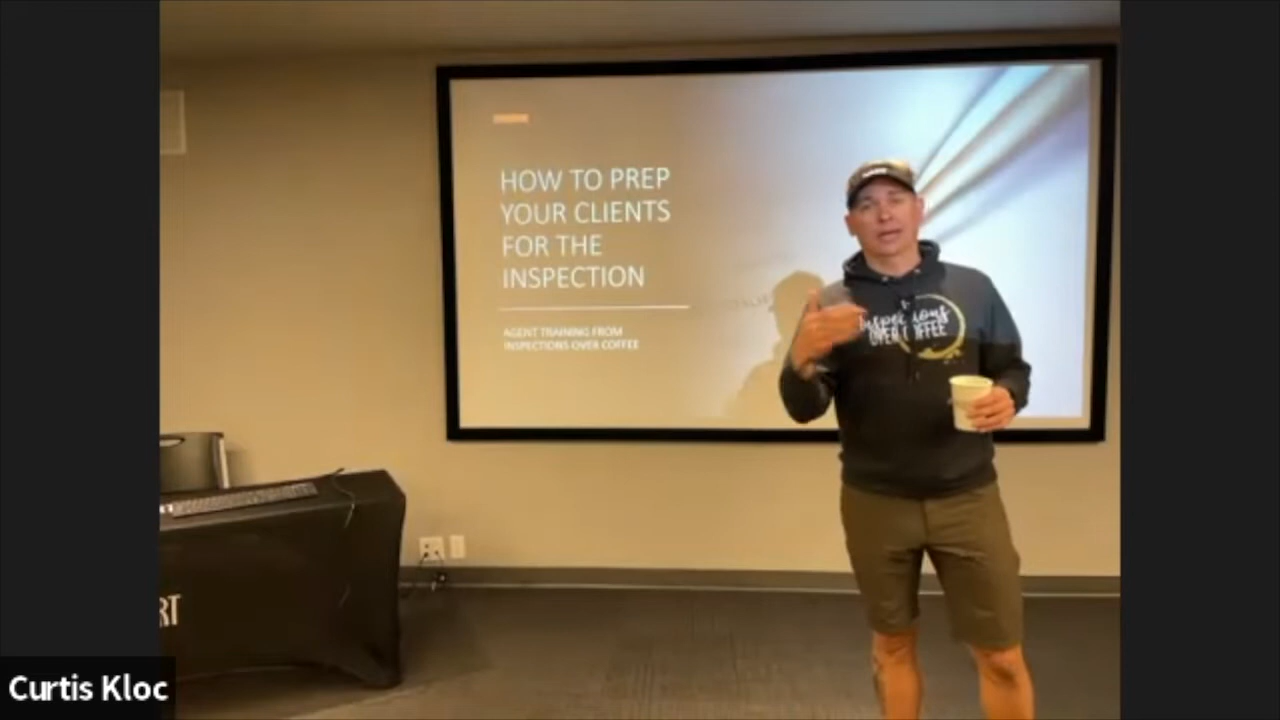 HOW TO PREP
YOUR CLIENTS
FOR THE
INSPECTION
AGENT TRAINING FROM
INSPECTIONS OVER COFFEE
Inspections
OVER COFFEE
RT
Curtis Kloc